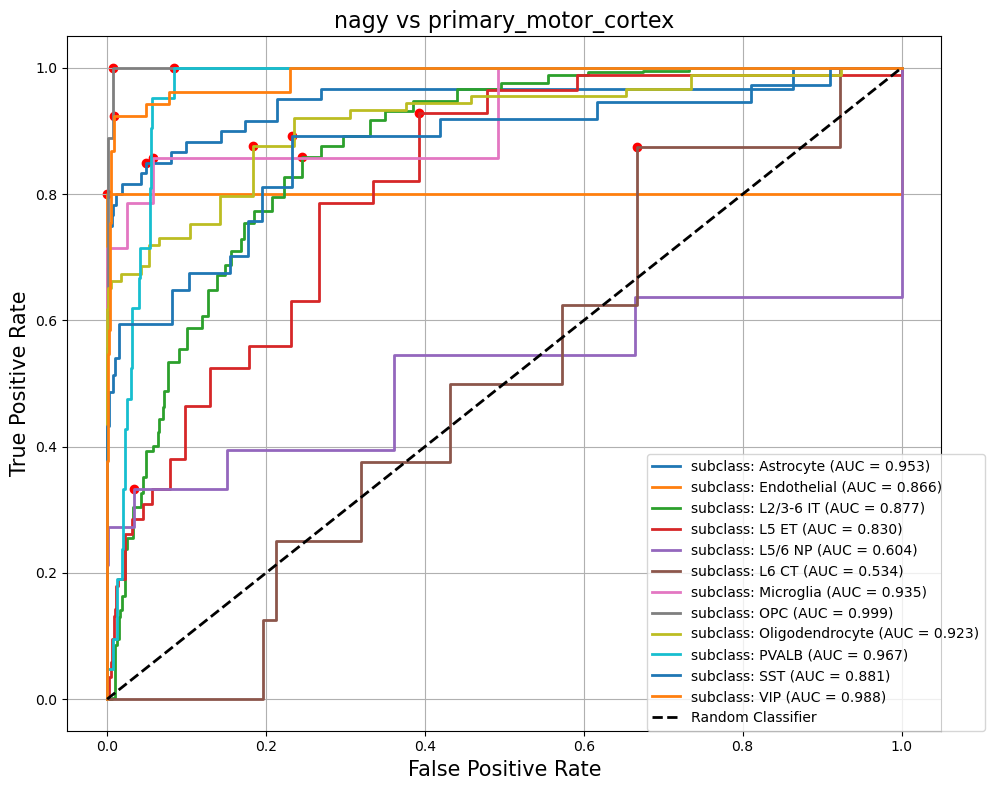 nagy vs primary_motor_cortex
True Positive Rate
1.0
0.8
0.6
0.4
0.2
0.0
0.0 0.2 0.4 0.6 0.8 1.0
False Positive Rate
subclass: Astrocyte (AUC = 0.953)
subclass: Endothelial (AUC = 0.866)
subclass: L2/3-6 IT (AUC = 0.877)
subclass: L5 ET (AUC = 0.830)
subclass: L5/6 NP (AUC = 0.604)
subclass: L6 CT (AUC = 0.534)
subclass: Microglia (AUC = 0.935)
subclass: OPC (AUC = 0.999)
subclass: Oligodendrocyte (AUC = 0.923)
subclass: PVALB (AUC = 0.967)
subclass: SST (AUC = 0.881)
subclass: VIP (AUC = 0.988)
Random Classifier